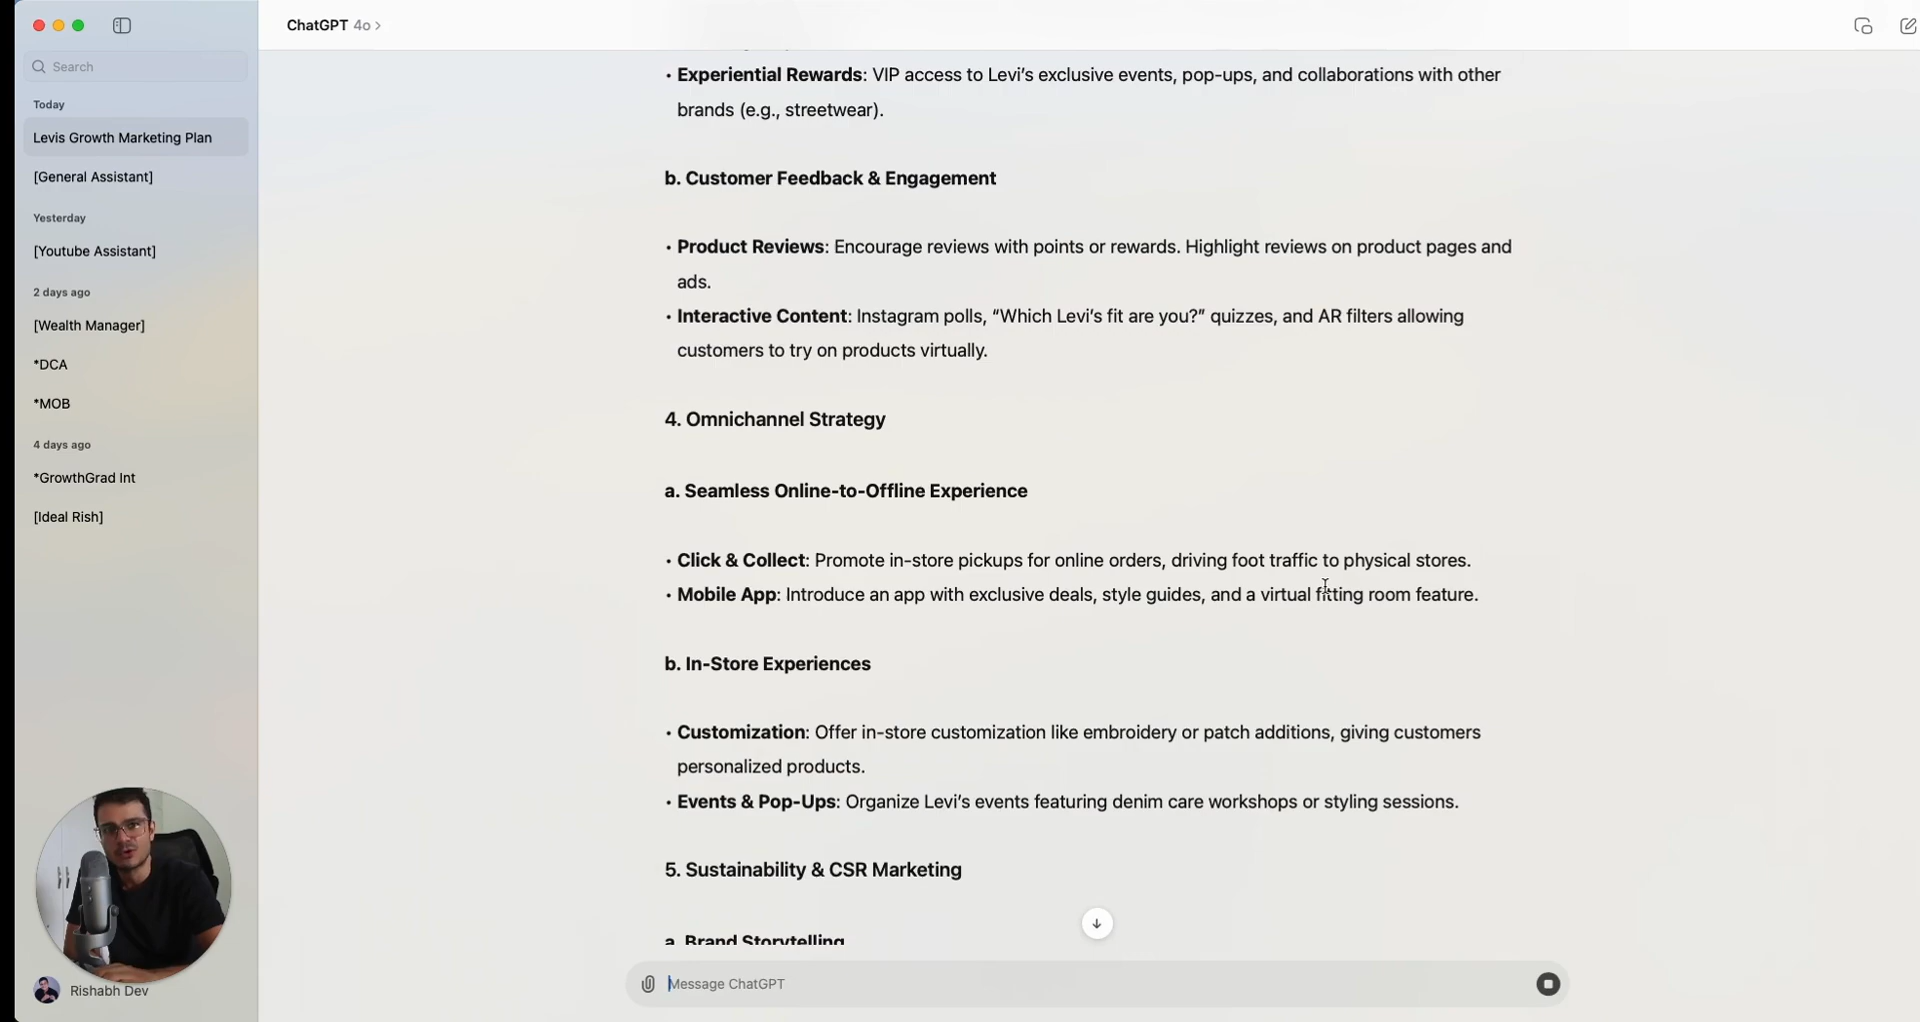 ChatGPT 4o >
Search
Today
Levis Growth Marketing Plan
[General Assistant]
Yesterday
[Youtube Assistant]
2 days ago
[Wealth Manager]
*DCA
*MOB
4 days ago
*GrowthGrad Int
[Ideal Rish]
Rishabh Dev
• Experiential Rewards: VIP access to Levi’s exclusive events, pop-ups, and collaborations with other
brands (e.g., streetwear).
b. Customer Feedback & Engagement
• Product Reviews: Encourage reviews with points or rewards. Highlight reviews on product pages and
ads.
• Interactive Content: Instagram polls, “Which Levi’s fit are you?” quizzes, and AR filters allowing
customers to try on products virtually.
4. Omnichannel Strategy
a. Seamless Online-to-Offline Experience
• Click & Collect: Promote in-store pickups for online orders, driving foot traffic to physical stores.
• Mobile App: Introduce an app with exclusive deals, style guides, and a virtual fitting room feature.
b. In-Store Experiences
• Customization: Offer in-store customization like embroidery or patch additions, giving customers
personalized products.
• Events & Pop-Ups: Organize Levi’s events featuring denim care workshops or styling sessions.
5. Sustainability & CSR Marketing
a. Brand Storytelling
Message ChatGPT